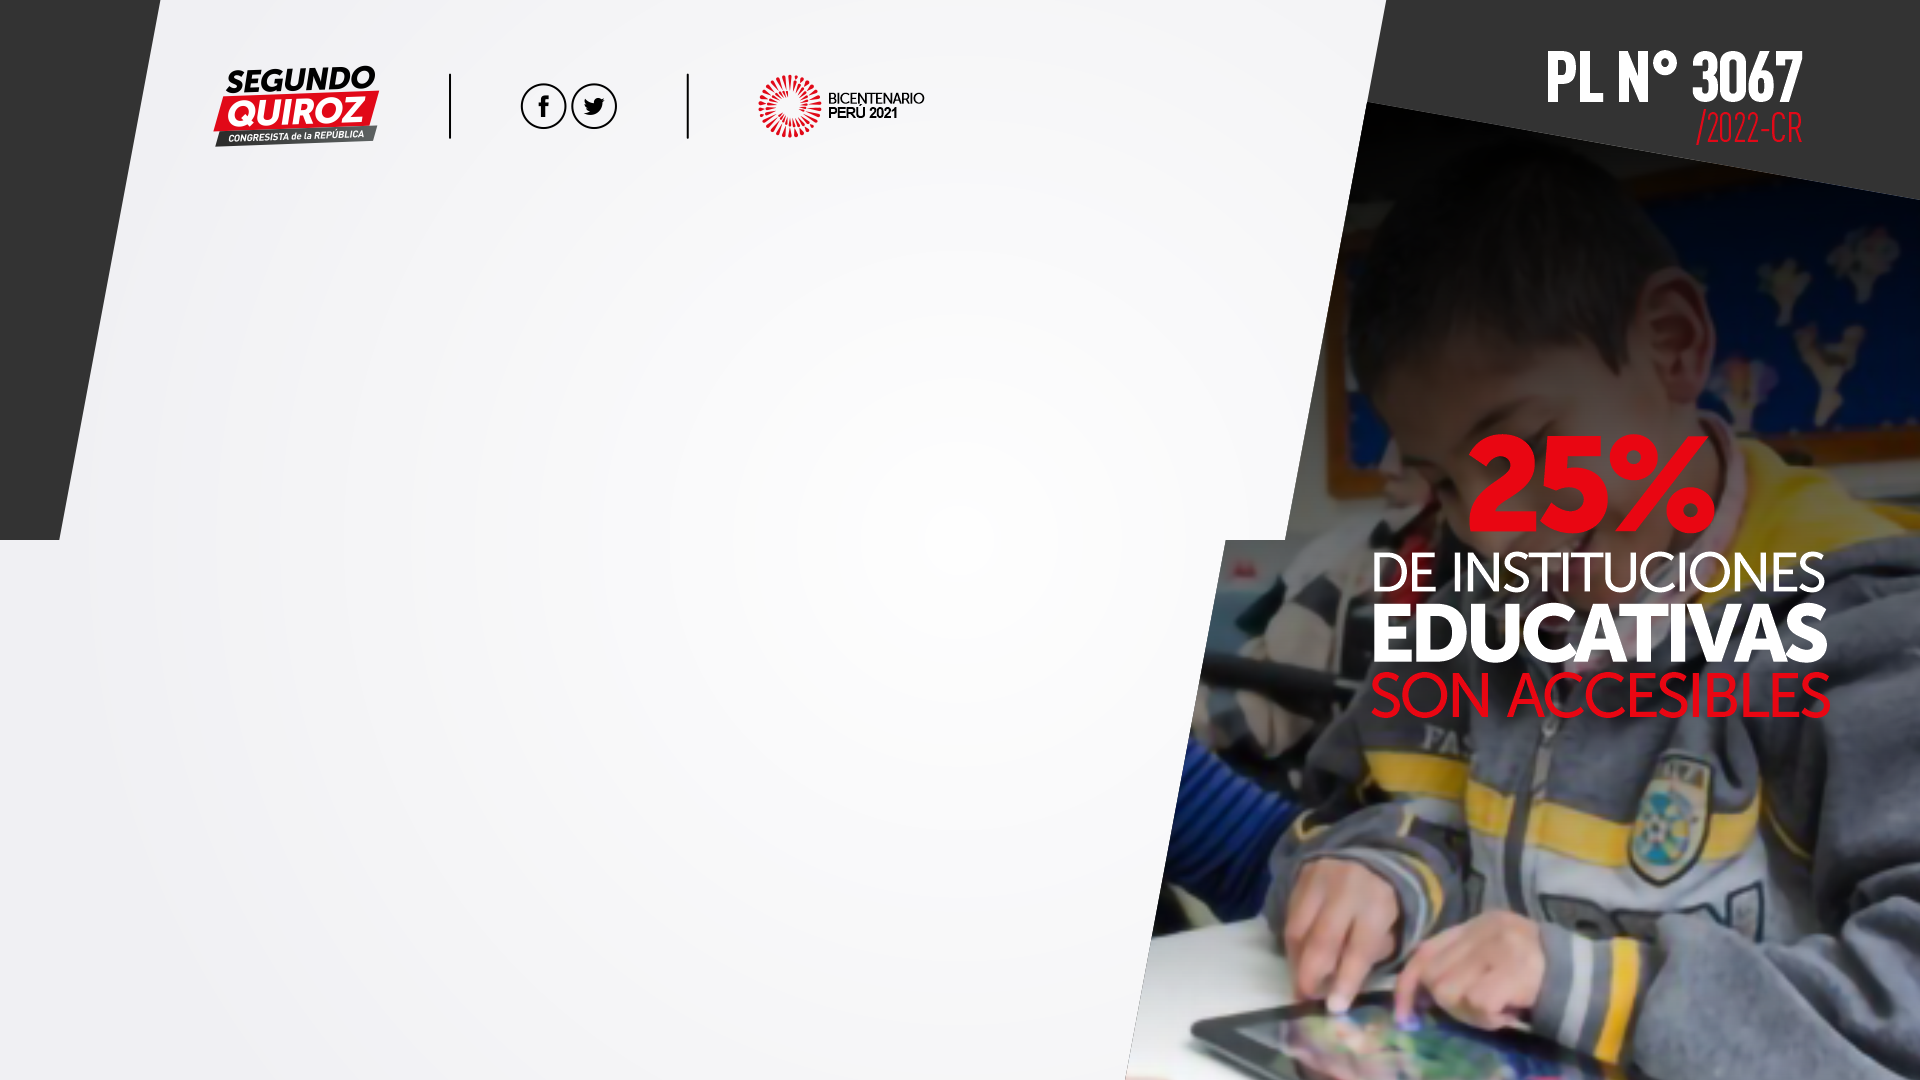 SEGUNDO
QUIROZ
CONGRESISTA de la REPÚBLICA
f
BICENTENARIO
PERÚ 2021
PL N° 3067
/2022-CR
25%
DE INSTITUCIONES
EDUCATIVAS
SON ACCESIBLES